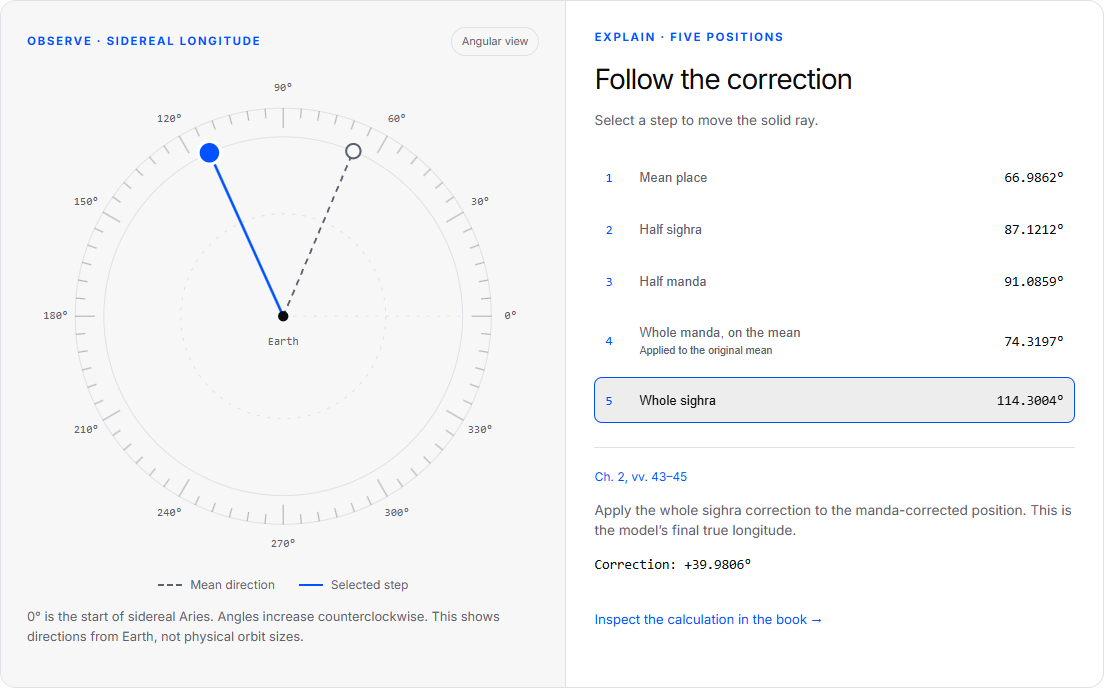 OBSERVE · SIDEREAL LONGITUDE
Angular view
90°
120°
60°
150°
30°
180°
0°
Earth
210°
330°
240°
300°
270°
Mean direction
Selected step
0° is the start of sidereal Aries. Angles increase counterclockwise. This shows
directions from Earth, not physical orbit sizes.
EXPLAIN · FIVE POSITIONS
Follow the correction
Select a step to move the solid ray.
1 Mean place 66.9862°
2 Half sighra 87.1212°
3 Half manda 91.0859°
4 Whole manda, on the mean 74.3197°
Applied to the original mean
5 Whole sighra 114.3004°
Ch. 2, vv. 43–45
Apply the whole sighra correction to the manda-corrected position. This is
the model’s final true longitude.
Correction: +39.9806°
Inspect the calculation in the book →